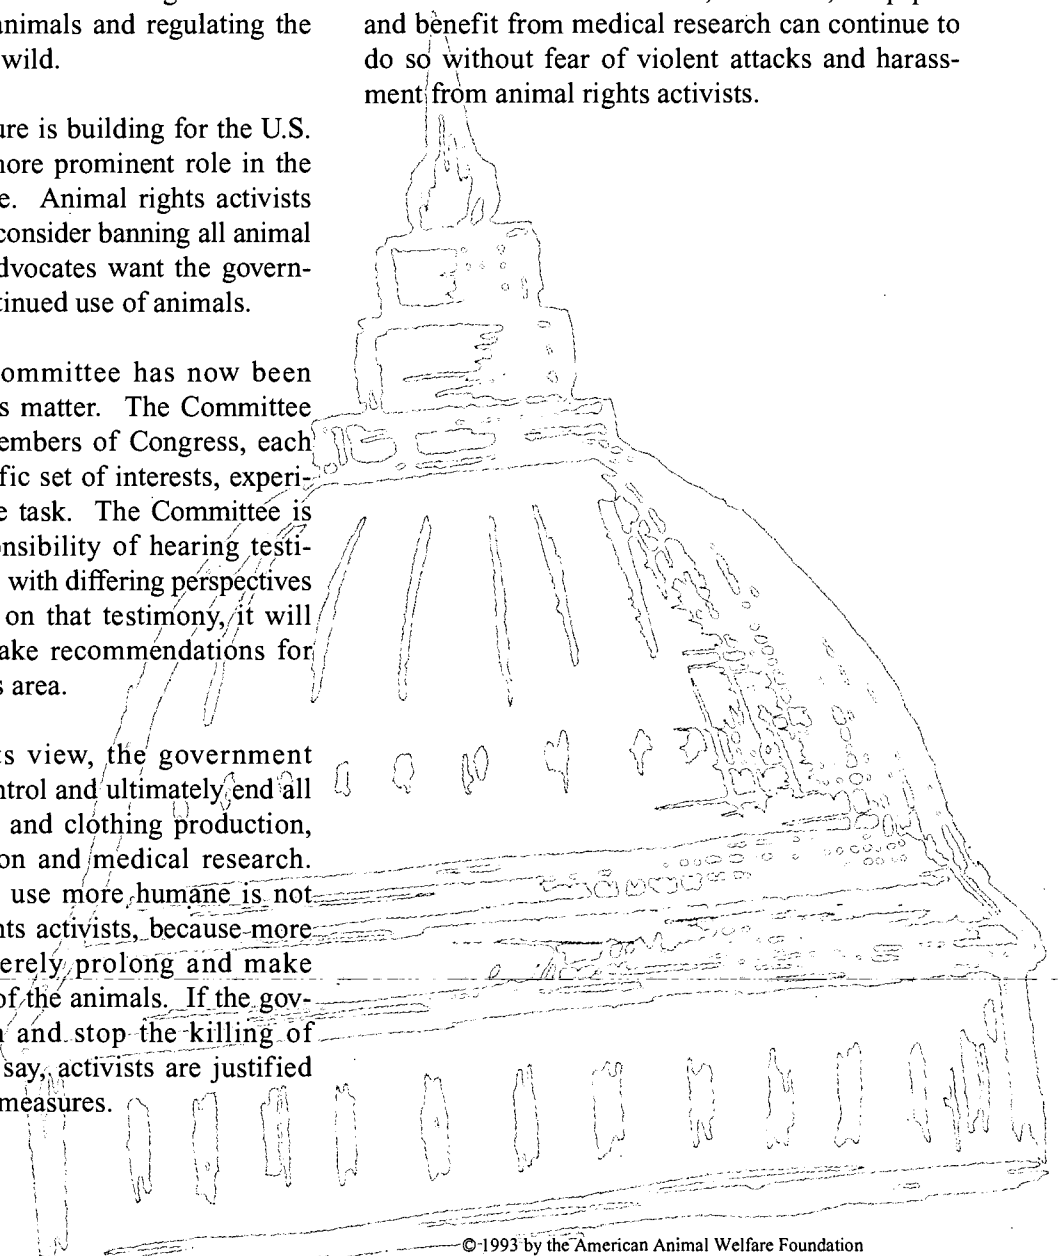 animals and regulating the
wild.
ure is building for the U.S.
more prominent role in the
e. Animal rights activists
consider banning all animal
dvocates want the govern-
tinued use of animals.
ommittee has now been
s matter. The Committee
embers of Congress, each
fic set of interests, experi-
e task. The Committee is
onsibility of hearing testi-
with differing perspectives
on that testimony, it will
ake recommendations for
s area.
ts view, the government
ntrol and ultimately end all
and clothing production,
on and medical research.
use more humane is not
hts activists, because more
erely prolong and make
of the animals. If the gov-
n and stop the killing of
say, activists are justified
measures.
and benefit from medical research can continue to
do so without fear of violent attacks and harass-
ment from animal rights activists.
© 1993 by the American Animal Welfare Foundation